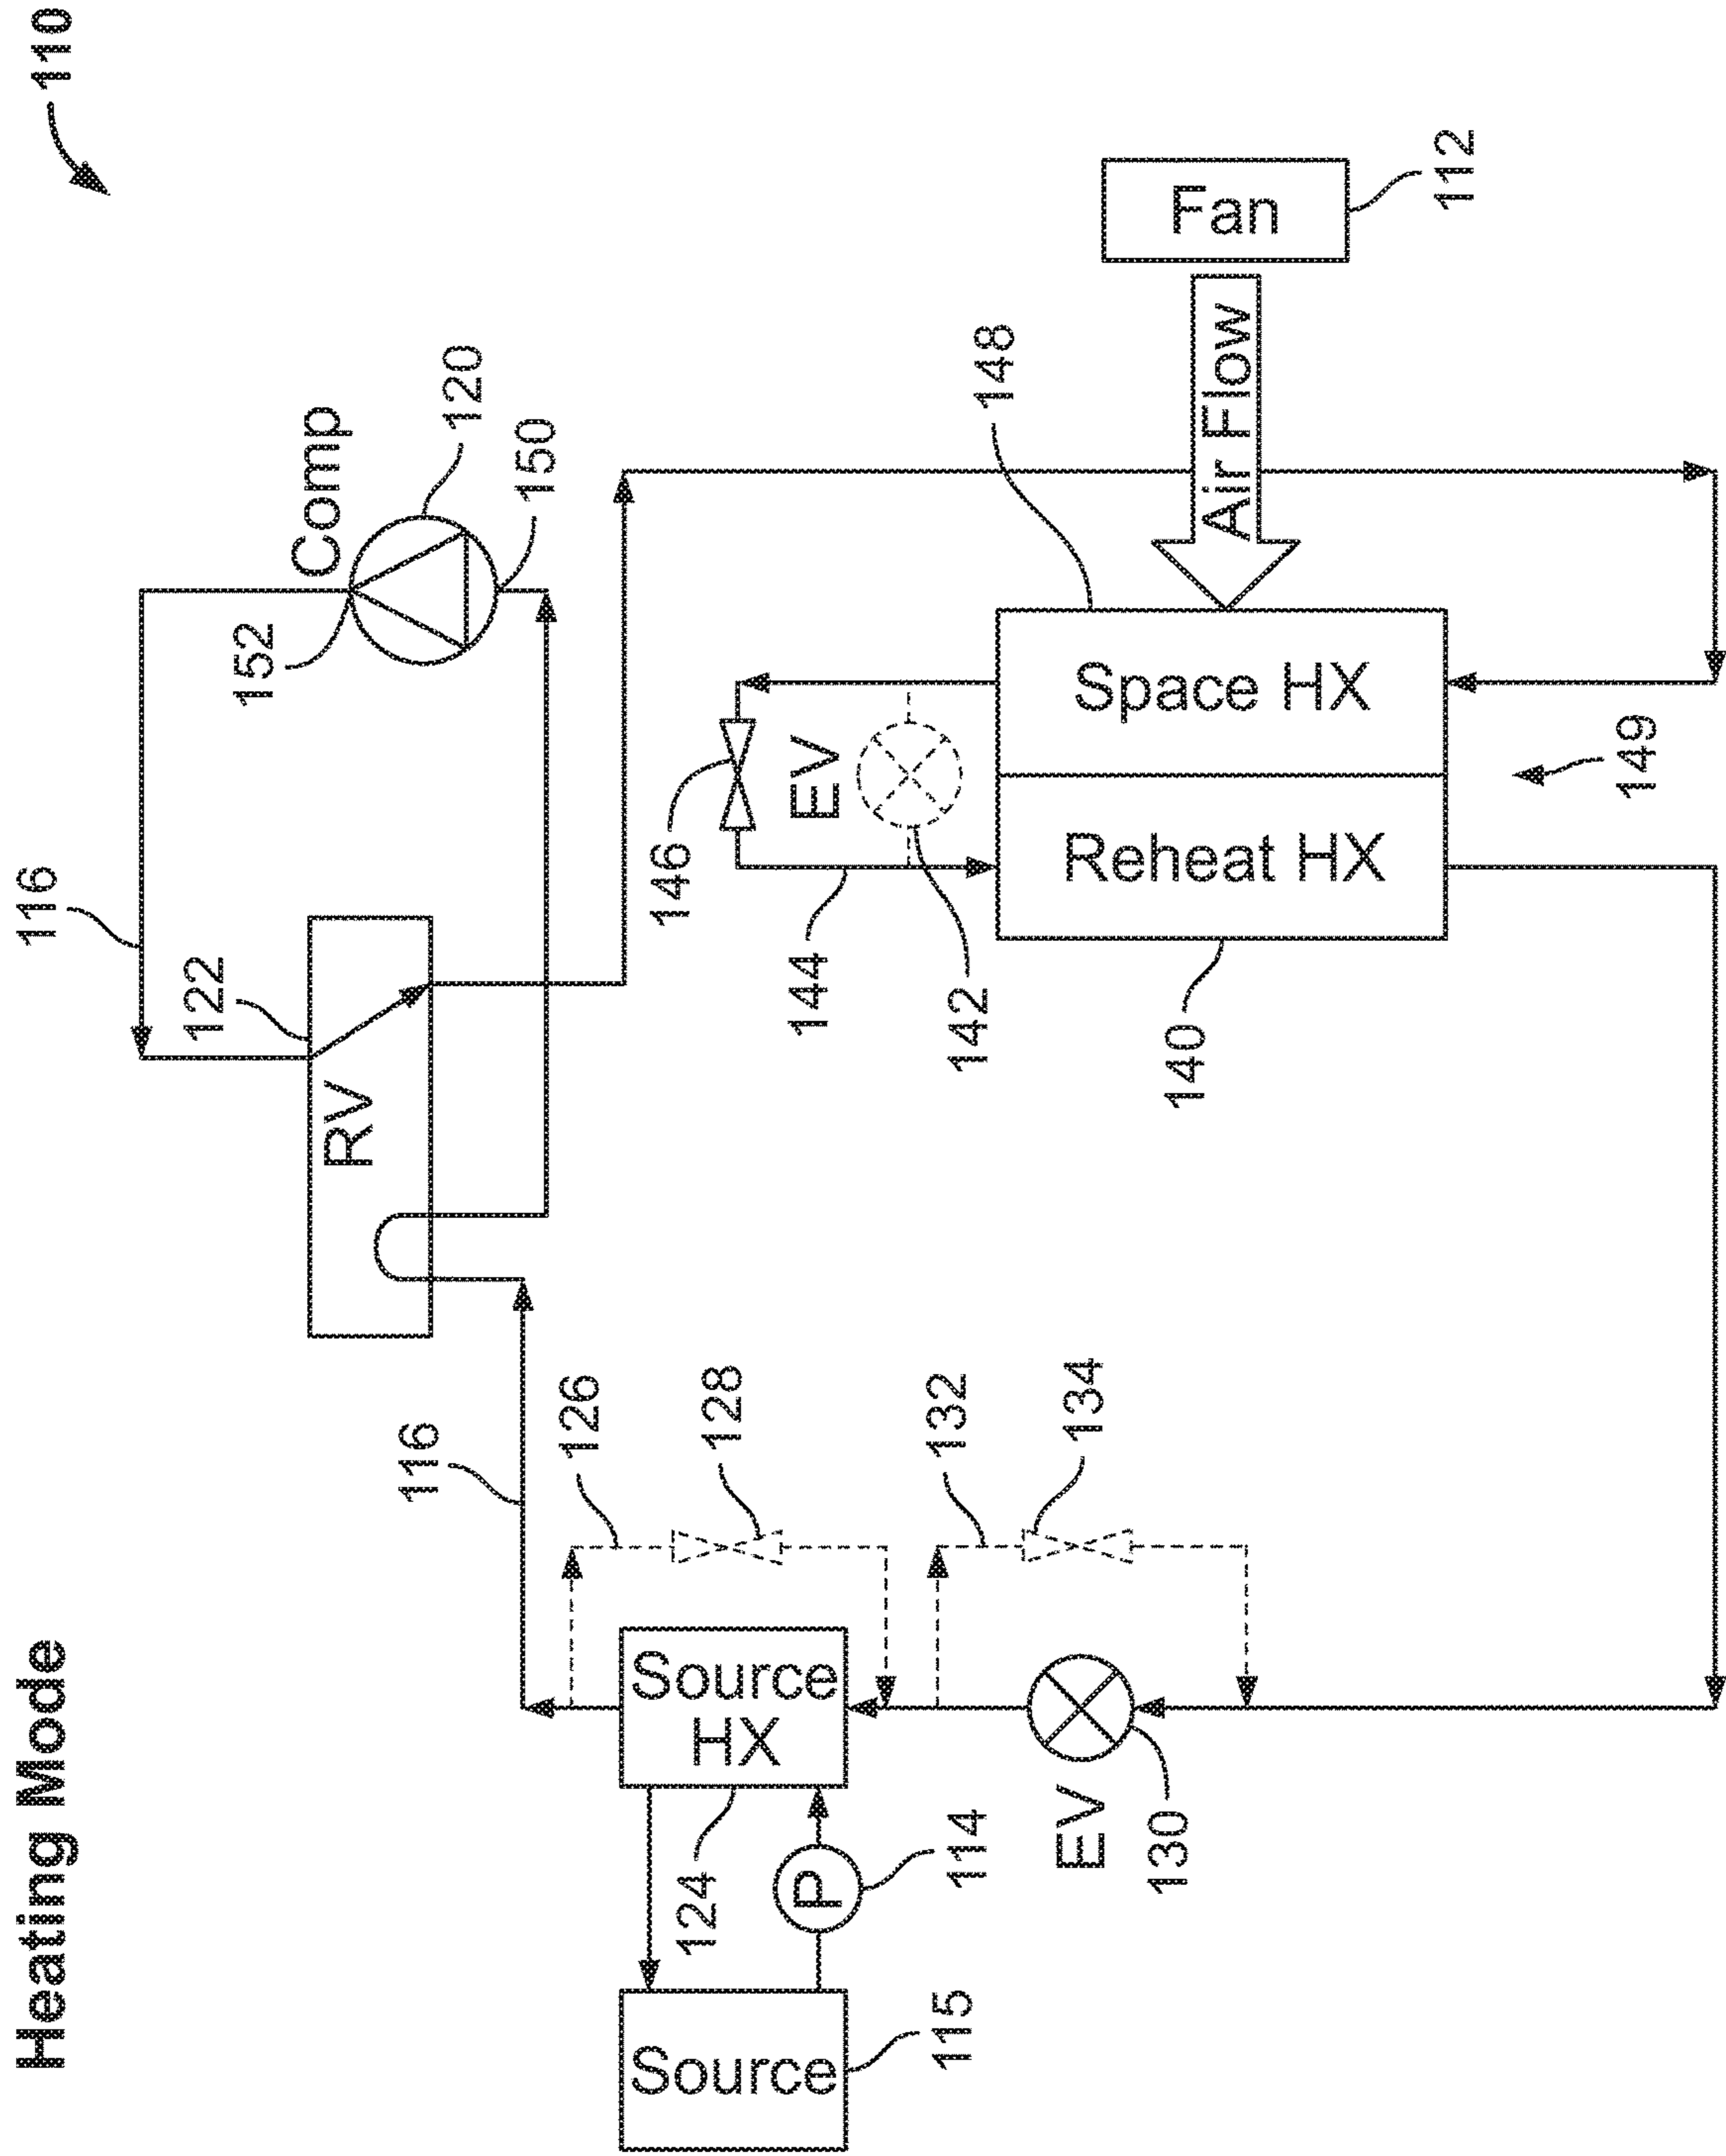 Heating Mode
110
116
122
RV
152
Comp
120
150
116
126
128
132
134
Source
HX
124
P
114
Source
115
EV
130
146
EV
144
142
148
Space HX
Reheat HX
140
149
Air Flow
Fan
112